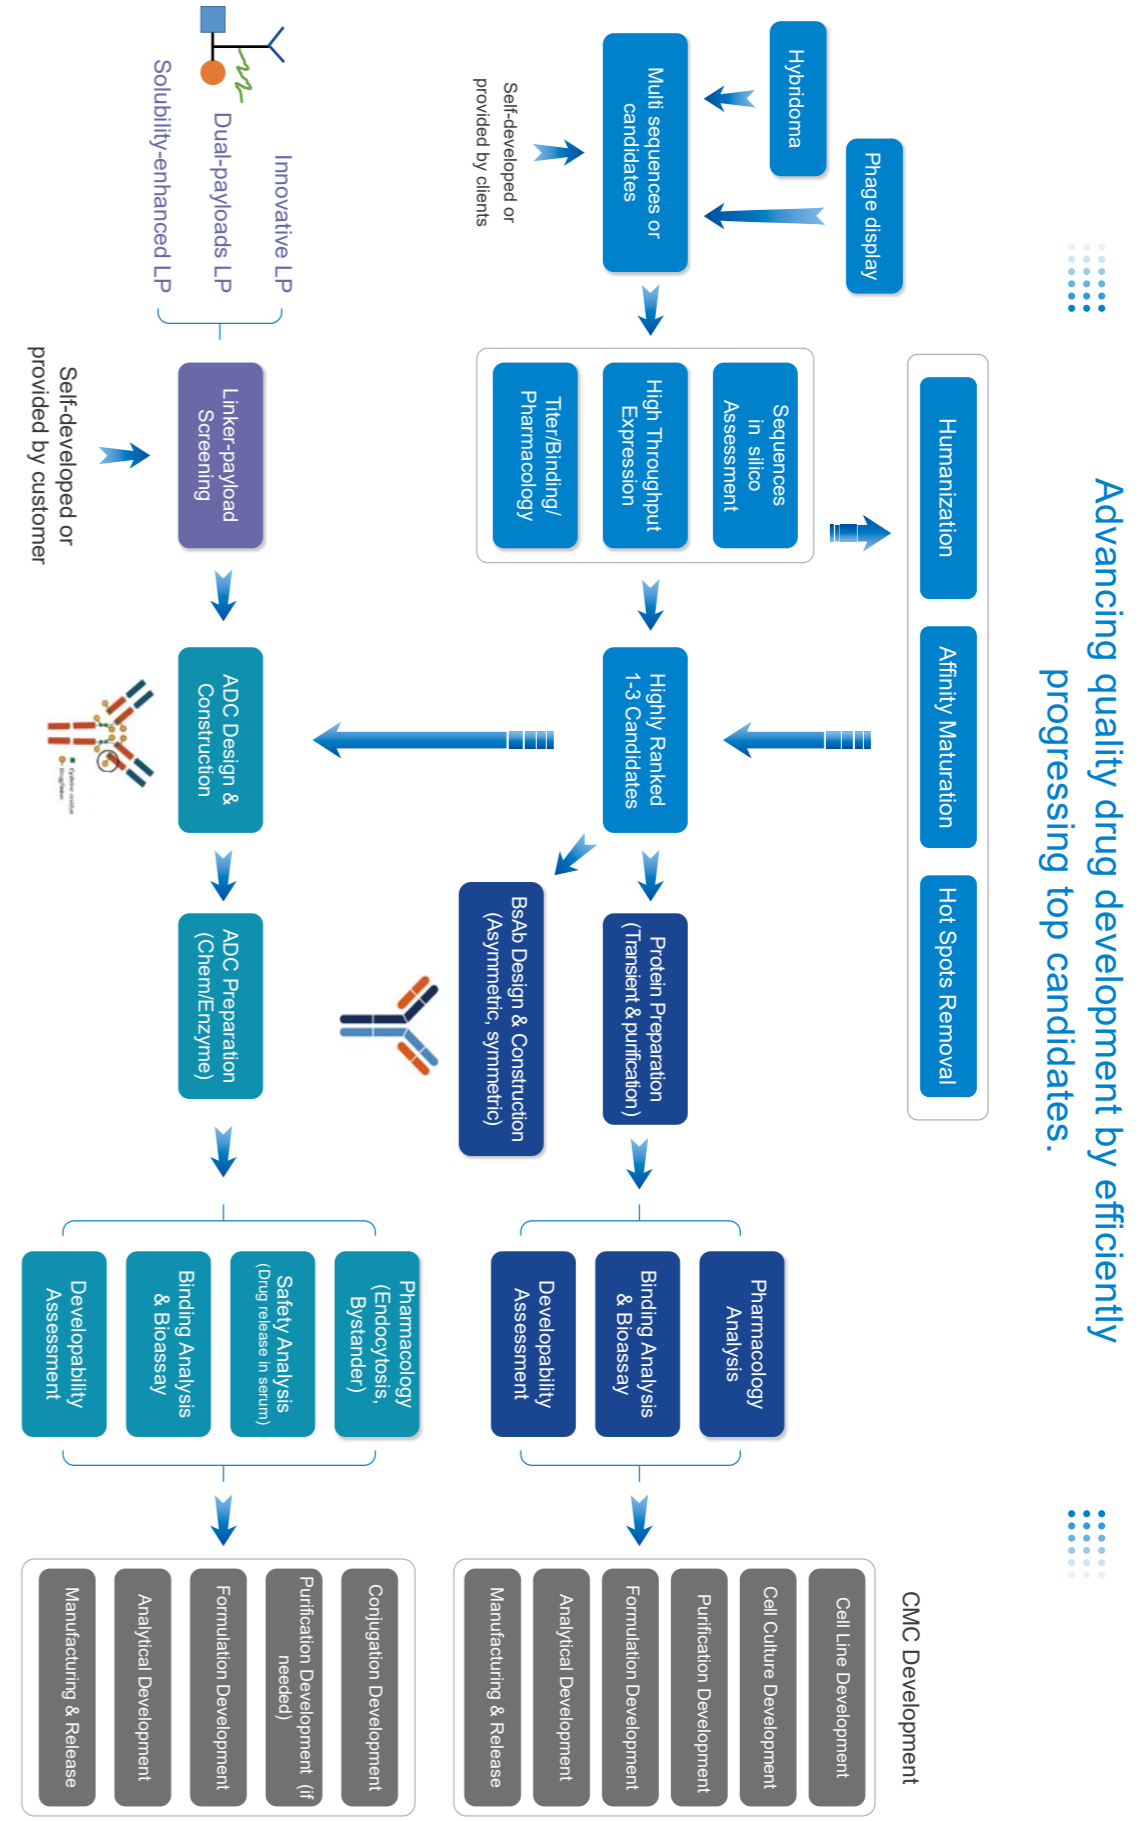 Advancing quality drug development by efficiently
progressing top candidates.
Humanization
Affinity Maturation
Hot Spots Removal
Phage display
Hybridoma
Multi sequences or
candidates
Self-developed or
provided by clients
Sequences
in silico
Assessment
High Throughput
Expression
Titer/Binding/
Pharmacology
Highly Ranked
1-3 Candidates
Protein Preparation
(Transient & purification)
BsAb Design & Construction
(Asymmetric, symmetric)
Pharmacology
Analysis
Binding Analysis
& Bioassay
Developability
Assessment
CMC Development
Cell Line Development
Cell Culture Development
Purification Development
Formulation Development
Analytical Development
Manufacturing & Release
Innovative LP
Dual-payloads LP
Solubility-enhanced LP
Linker-payload
Screening
Self-developed or
provided by customer
ADC Design &
Construction
Cysteine residue
Drug/linker
ADC Preparation
(Chem/Enzyme)
Pharmacology
(Endocytosis,
Bystander)
Safety Analysis
(Drug release in serum)
Binding Analysis
& Bioassay
Developability
Assessment
Conjugation Development
Purification Development (if
needed)
Formulation Development
Analytical Development
Manufacturing & Release